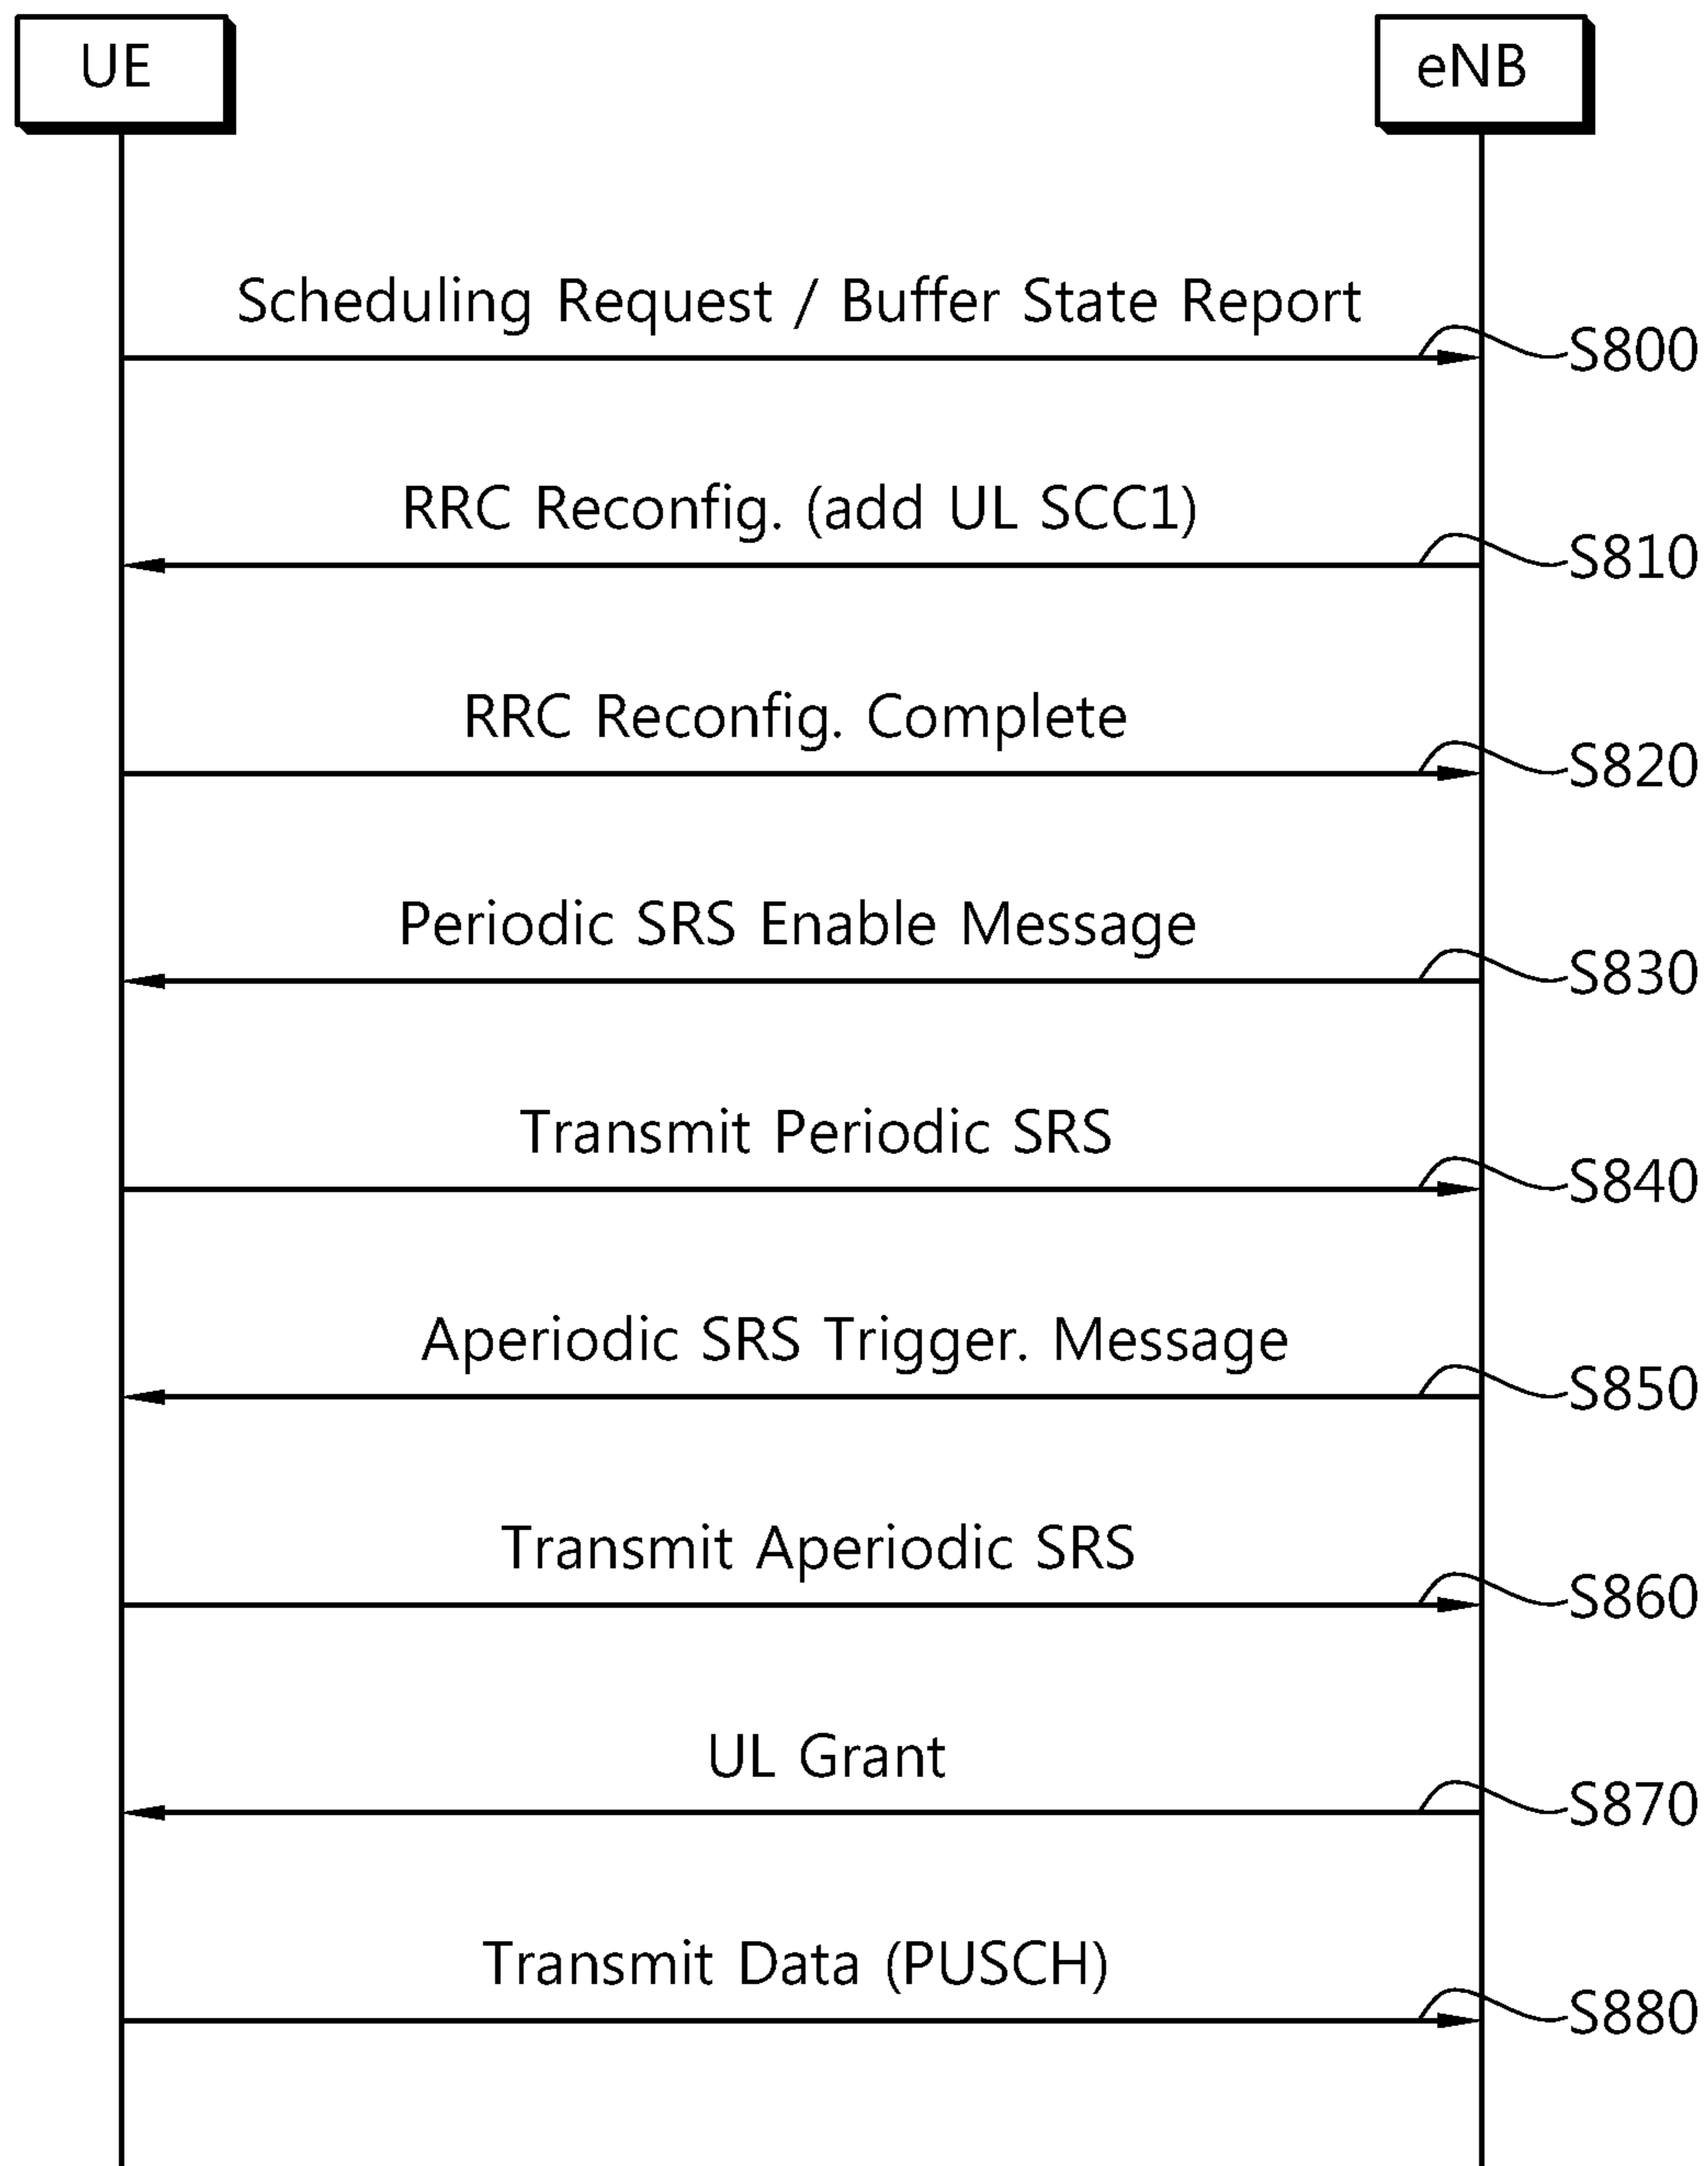 UE
eNB
Scheduling Request / Buffer State Report
S800
RRC Reconfig. (add UL SCC1)
S810
RRC Reconfig. Complete
S820
Periodic SRS Enable Message
S830
Transmit Periodic SRS
S840
Aperiodic SRS Trigger. Message
S850
Transmit Aperiodic SRS
S860
UL Grant
S870
Transmit Data (PUSCH)
S880